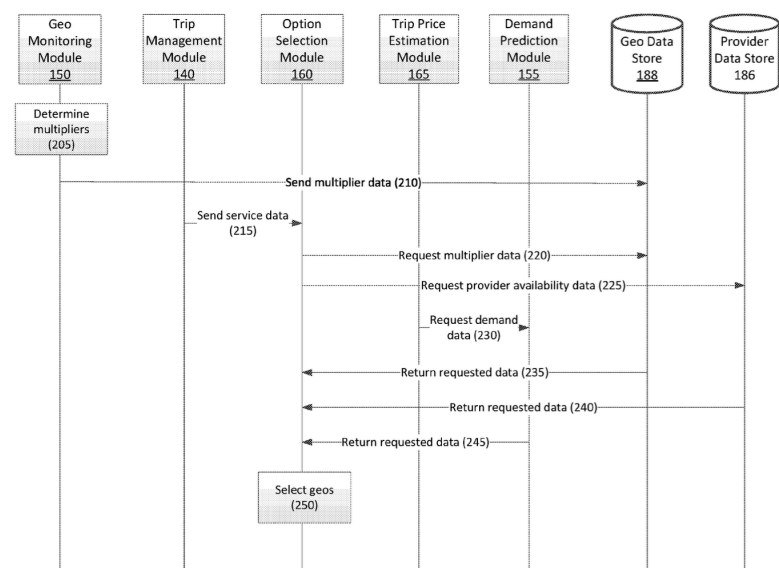 Geo
Monitoring
Module
150
Trip
Management
Module
140
Option
Selection
Module
160
Trip Price
Estimation
Module
165
Demand
Prediction
Module
155
Geo Data
Store
188
Provider
Data Store
186
Determine
multipliers
(205)
Send multiplier data (210)
Send service data
(215)
Request multiplier data (220)
Request provider availability data (225)
Request demand
data (230)
Return requested data (235)
Return requested data (240)
Return requested data (245)
Select geos
(250)